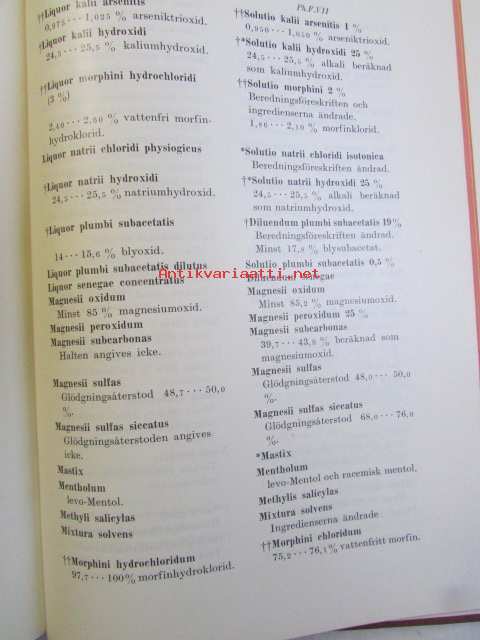 ††Liquor kalii arsenitis
0,975··· 1,025 % arseniktrioxid.
†Liquor kalii hydroxidi
24,5··· 25,5 % kaliumhydroxid.
††Liquor morphini hydrochloridi
(3 %)
% vattenfri morfin-
hydroklorid.
Liquor natrii chloridi physiogicus
†Liquor natrii hydroxidi
24,5··· 25,5 % natriumhydroxid.
†Liquor plumbi subacetatis
14··· 15,6 % blyoxid.
Liquor plumbi subacetatis dilutus
Liquor senegae concentratus
Magnesii oxidum
Minst 85 % magnesiumoxid.
Magnesii peroxidum
Magnesii subcarbonas
Halten angives icke.
Magnesii sulfas
Glödgningsåterstod 48,7··· 50,0
%.
Magnesii sulfas siccatus
Glödgningsåterstoden angives
icke.
Mastix
Mentholum
levo-Mentol.
Methyli salicylas
Mixtura solvens
††Morphini hydrochloridum
97,7··· 100% morfinhydroklorid.
Ph.F.VII
††Solutio kalii arsenitis 1 %
0,950··· 1,050 % arseniktrioxid.
†*Solutio kalii hydroxidi 25 %
24,5··· 25,5 % alkali beräknad
som kaliumhydroxid.
††Solutio morphini 2 %
Beredningsföreskriften och
ingredienserna ändrade.
1,86··· 2,10 % morfinklorid.
*Solutio natrii chloridi isotonica
Beredningsföreskriften ändrad.
†*Solutio natrii hydroxidi 25 %
24,5··· 25,5 % alkali beräknad
som natriumhydroxid.
†Diluendum plumbi subacetatis 19%
Beredningsföreskriften ändrad.
Minst 17,8 % blysubacetat.
Solutio plumbi subacetatis 0,5 %
Diluendum senegae
Magnesii oxidum
Minst 85,2 % magnesiumoxid.
Magnesii peroxidum 25 %
Magnesii subcarbonas
39,7··· 43,8 % beräknad som
magnesiumoxid.
Magnesii sulfas
Glödgningsåterstod 48,0··· 50,0
%.
Magnesii sulfas siccatus
Glödgningsåterstod 68,0··· 76,0
%.
*Mastix
Mentholum
levo-Mentol och racemisk mentol.
Methylis salicylas
Mixtura solvens
Ingredienserna ändrade
††Morphini chloridum
75,2··· 76,1% vattenfritt morfin.
Antikvariaatti.net